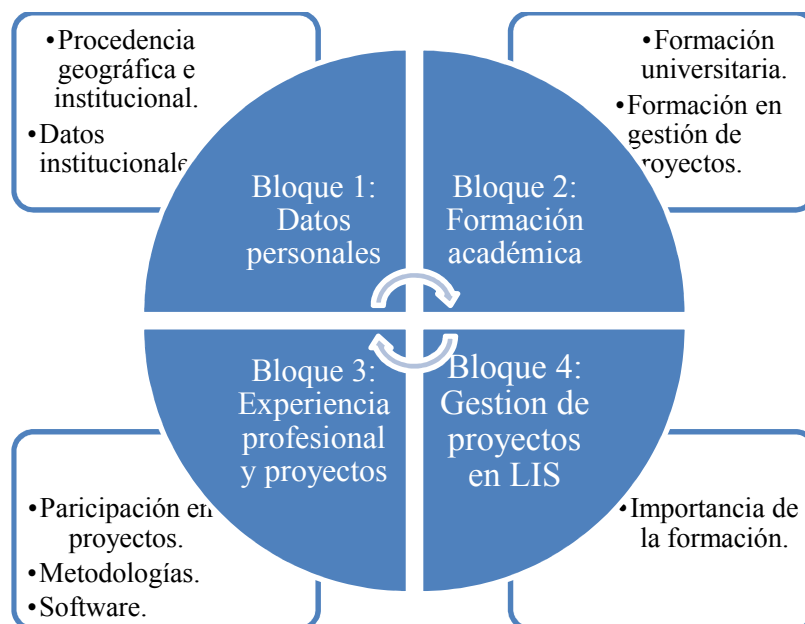 •Procedencia
geográfica e
institucional.
•Datos
institucionale
•Formación
universitaria.
•Formación en
gestión de
royectos.
Bloque 1:
Datos
personales
Bloque 2:
Formación
académica
Bloque 3:
Experiencia
profesional
y proyectos
Bloque 4:
Gestion de
proyectos
en LIS
•Paricipación en
proyectos.
•Metodologías.
•Software.
•Importancia de
la formación.